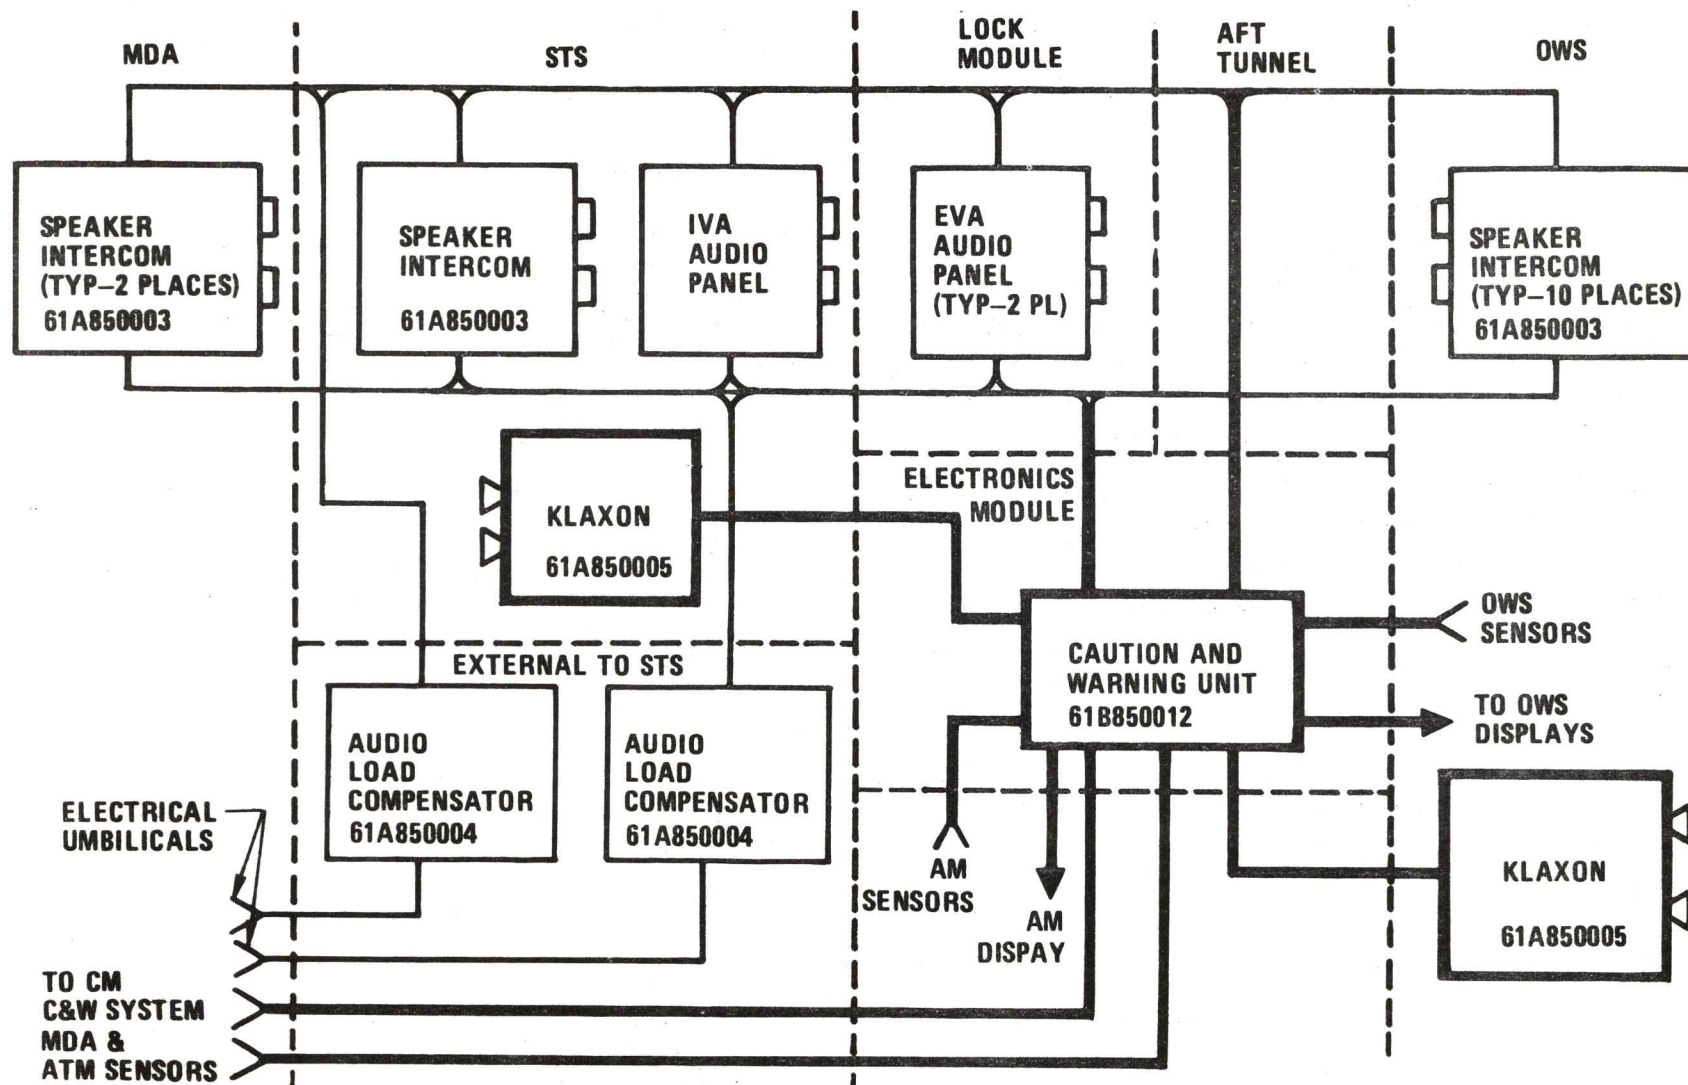 MDA
STS
LOCK
MODULE
AFT
TUNNEL
OWS
SPEAKER
INTERCOM
(TYP–2 PLACES)
61A850003
SPEAKER
INTERCOM
61A850003
IVA
AUDIO
PANEL
EVA
AUDIO
PANEL
(TYP–2 PL)
SPEAKER
INTERCOM
(TYP–10 PLACES)
61A850003
KLAXON
61A850005
ELECTRONICS
MODULE
EXTERNAL TO STS
CAUTION AND
WARNING UNIT
61B850012
OWS
SENSORS
TO OWS
DISPLAYS
AUDIO
LOAD
COMPENSATOR
61A850004
AUDIO
LOAD
COMPENSATOR
61A850004
ELECTRICAL
UMBILICALS
AM
SENSORS
AM
DISPAY
KLAXON
61A850005
TO CM
C&W SYSTEM
MDA &
ATM SENSORS